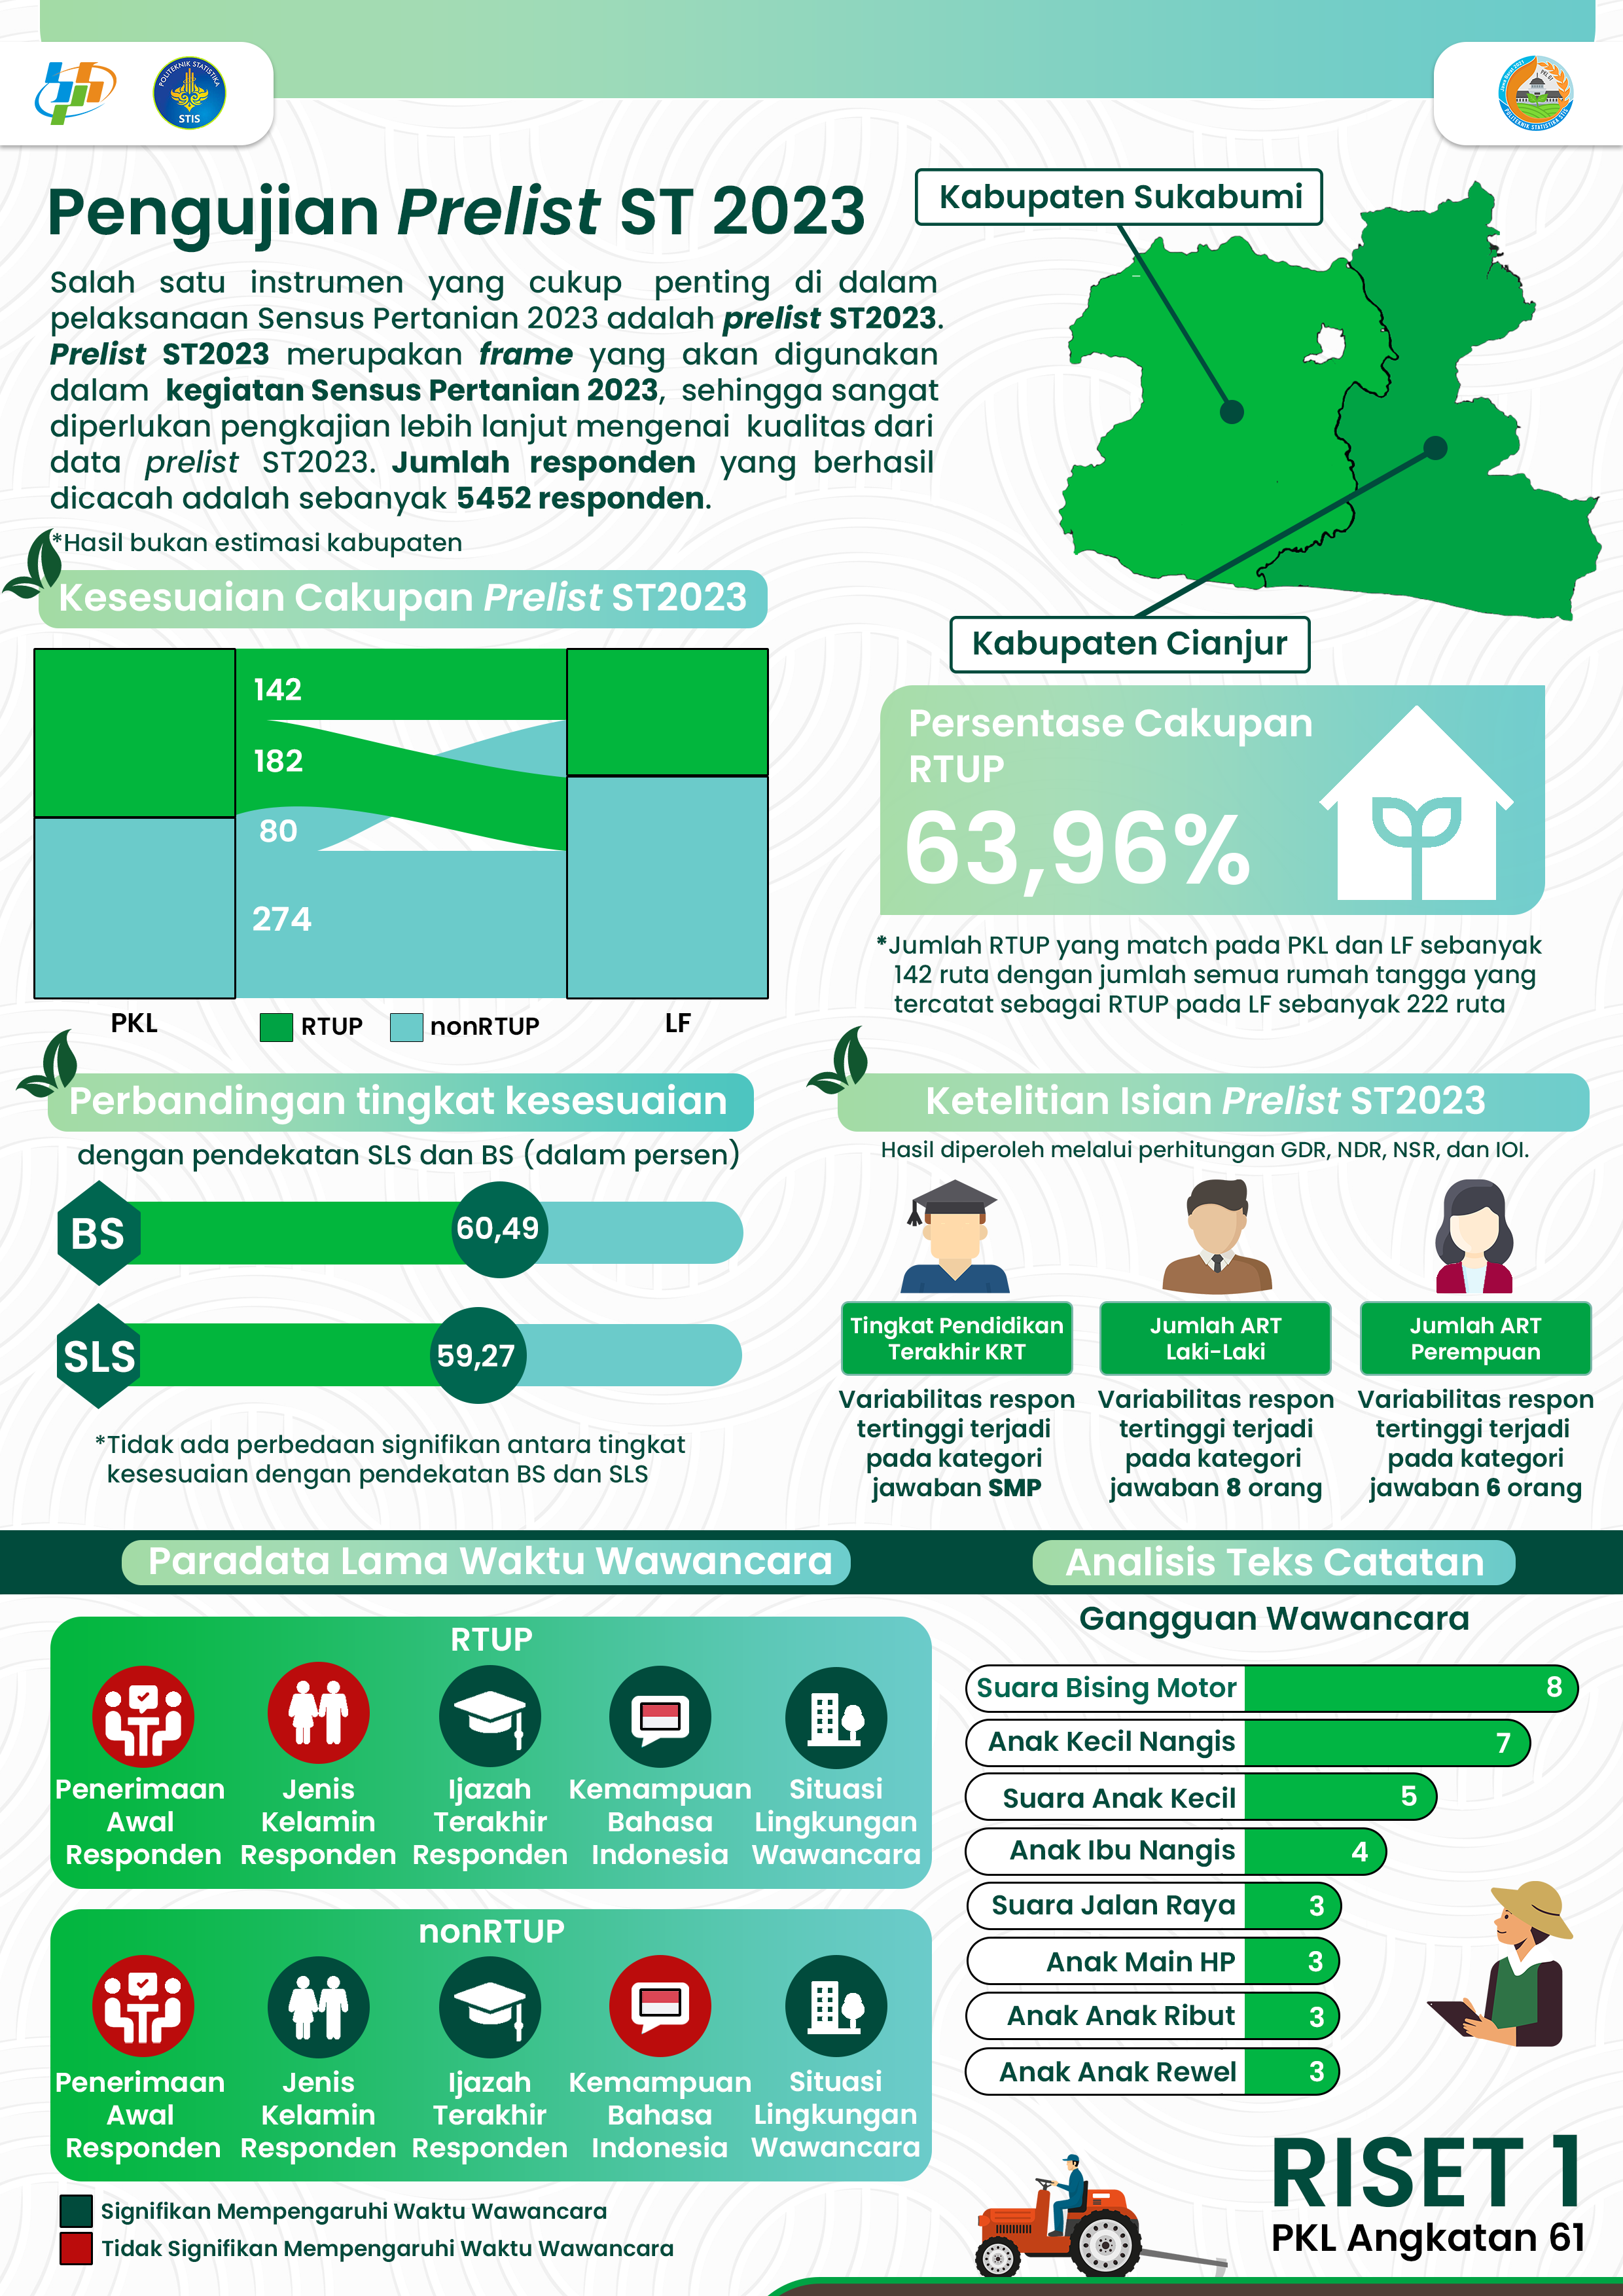 POLITEKNIK STATISTIKA
STIS
PKL 61
POLITEKNIK STATISTIKA STIS
Pengujian Prelist ST 2023
Salah satu instrumen yang cukup penting di dalam
pelaksanaan Sensus Pertanian 2023 adalah prelist ST2023.
Prelist ST2023 merupakan frame yang akan digunakan
dalam kegiatan Sensus Pertanian 2023, sehingga sangat
diperlukan pengkajian lebih lanjut mengenai kualitas dari
data prelist ST2023. Jumlah responden yang berhasil
dicacah adalah sebanyak 5452 responden.
*Hasil bukan estimasi kabupaten
Kabupaten Sukabumi
Kabupaten Cianjur
Kesesuaian Cakupan Prelist ST2023
142
182
80
274
PKL
RTUP
nonRTUP
LF
Persentase Cakupan
RTUP
63,96%
*Jumlah RTUP yang match pada PKL dan LF sebanyak
142 ruta dengan jumlah semua rumah tangga yang
tercatat sebagai RTUP pada LF sebanyak 222 ruta
Perbandingan tingkat kesesuaian
dengan pendekatan SLS dan BS (dalam persen)
BS
60,49
SLS
59,27
*Tidak ada perbedaan signifikan antara tingkat
kesesuaian dengan pendekatan BS dan SLS
Ketelitian Isian Prelist ST2023
Hasil diperoleh melalui perhitungan GDR, NDR, NSR, dan IOI.
Tingkat Pendidikan
Terakhir KRT
Variabilitas respon
tertinggi terjadi
pada kategori
jawaban SMP
Jumlah ART
Laki-Laki
Variabilitas respon
tertinggi terjadi
pada kategori
jawaban 8 orang
Jumlah ART
Perempuan
Variabilitas respon
tertinggi terjadi
pada kategori
jawaban 6 orang
Paradata Lama Waktu Wawancara
RTUP
Penerimaan
Awal
Responden
Jenis
Kelamin
Responden
Ijazah
Terakhir
Responden
Kemampuan
Bahasa
Indonesia
Situasi
Lingkungan
Wawancara
nonRTUP
Penerimaan
Awal
Responden
Jenis
Kelamin
Responden
Ijazah
Terakhir
Responden
Kemampuan
Bahasa
Indonesia
Situasi
Lingkungan
Wawancara
Signifikan Mempengaruhi Waktu Wawancara
Tidak Signifikan Mempengaruhi Waktu Wawancara
Analisis Teks Catatan
Gangguan Wawancara
Suara Bising Motor 8
Anak Kecil Nangis 7
Suara Anak Kecil 5
Anak Ibu Nangis 4
Suara Jalan Raya 3
Anak Main HP 3
Anak Anak Ribut 3
Anak Anak Rewel 3
RISET 1
PKL Angkatan 61